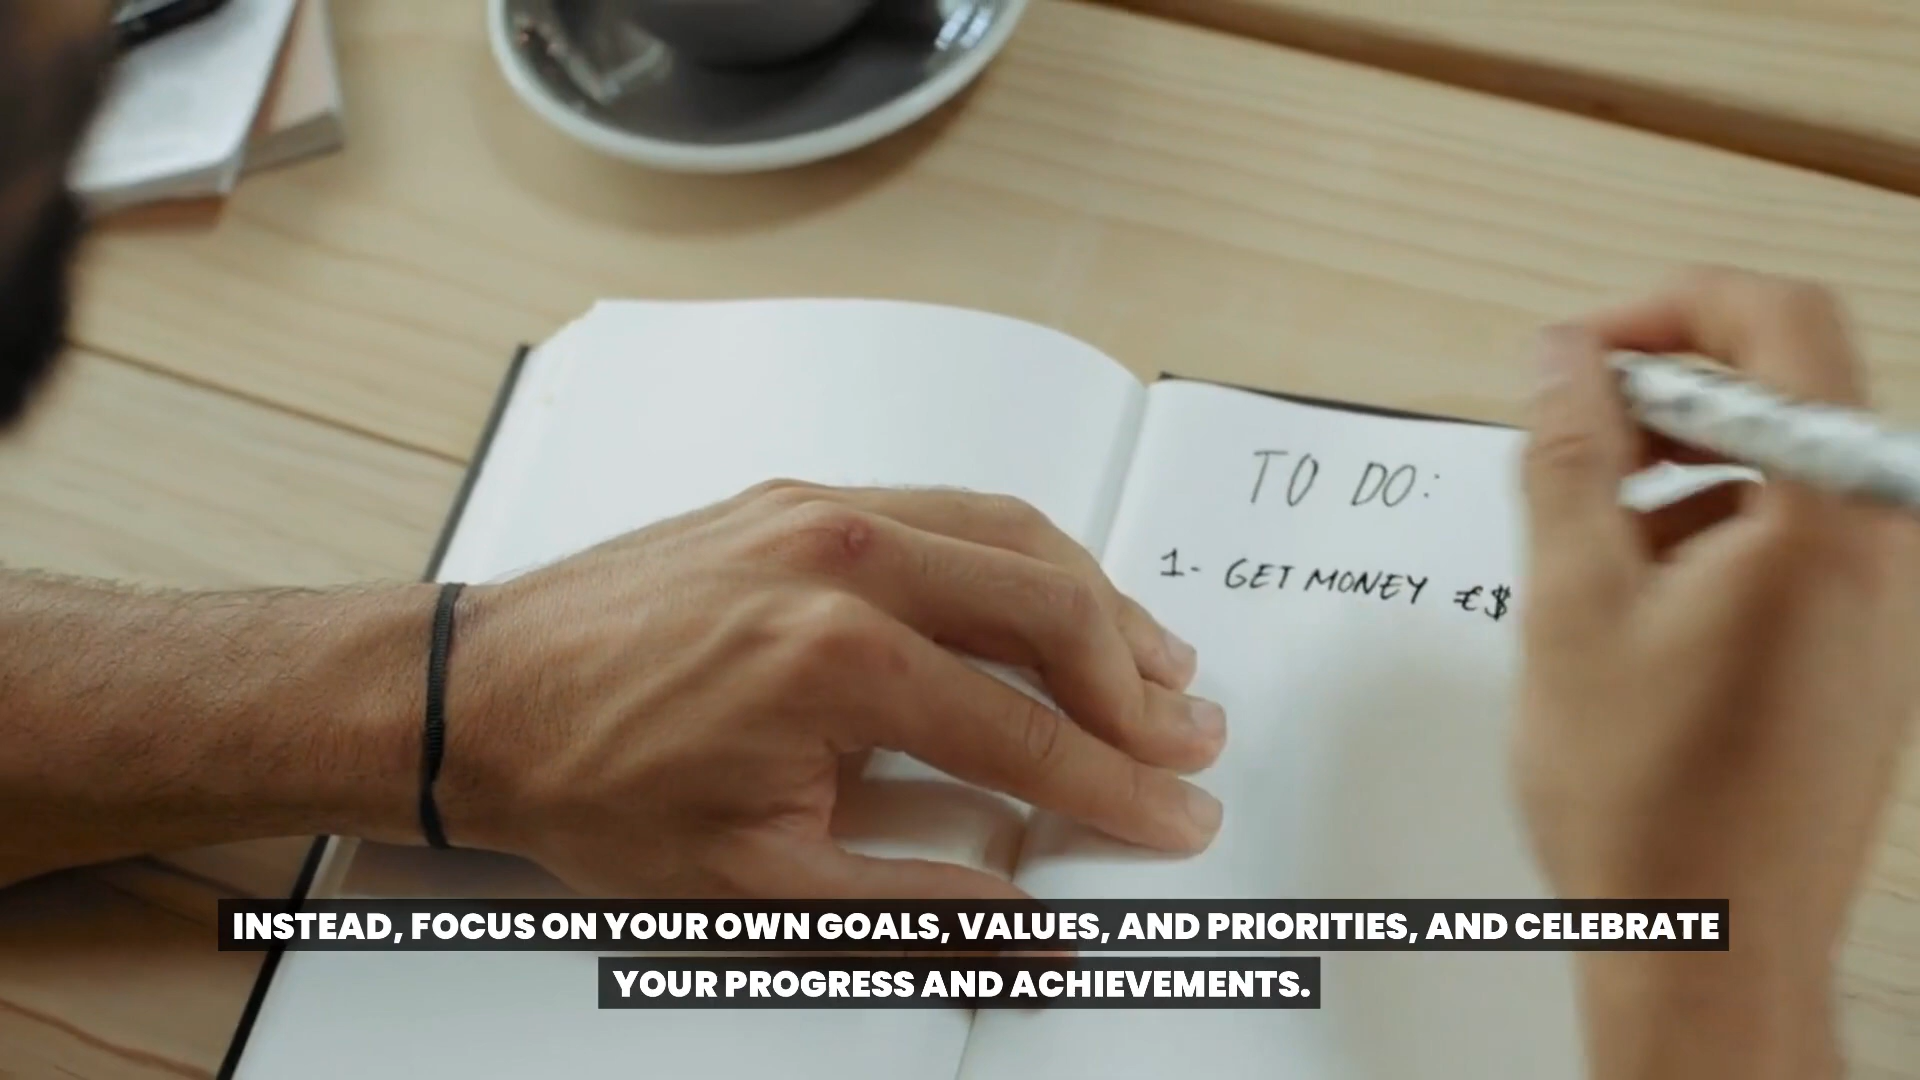 TO DO:
1- GET MONEY €$
INSTEAD, FOCUS ON YOUR OWN GOALS, VALUES, AND PRIORITIES, AND CELEBRATE
YOUR PROGRESS AND ACHIEVEMENTS.